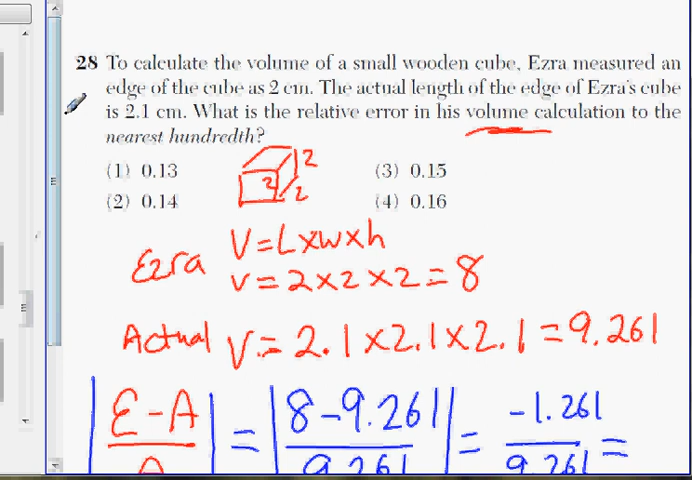 28 To calculate the volume of a small wooden cube, Ezra measured an
edge of the cube as 2 cm. The actual length of the edge of Ezra's cube
is 2.1 cm. What is the relative error in his volume calculation to the
nearest hundredth?
(1) 0.13 (3) 0.15
(2) 0.14 (4) 0.16
2
2 2
Ezra V=Lxwxh
V=2x2x2=8
Actual V=2.1x2.1x2.1=9.261
|E-A/A| = |8-9.261/9.261| = -1.261/9.261 =